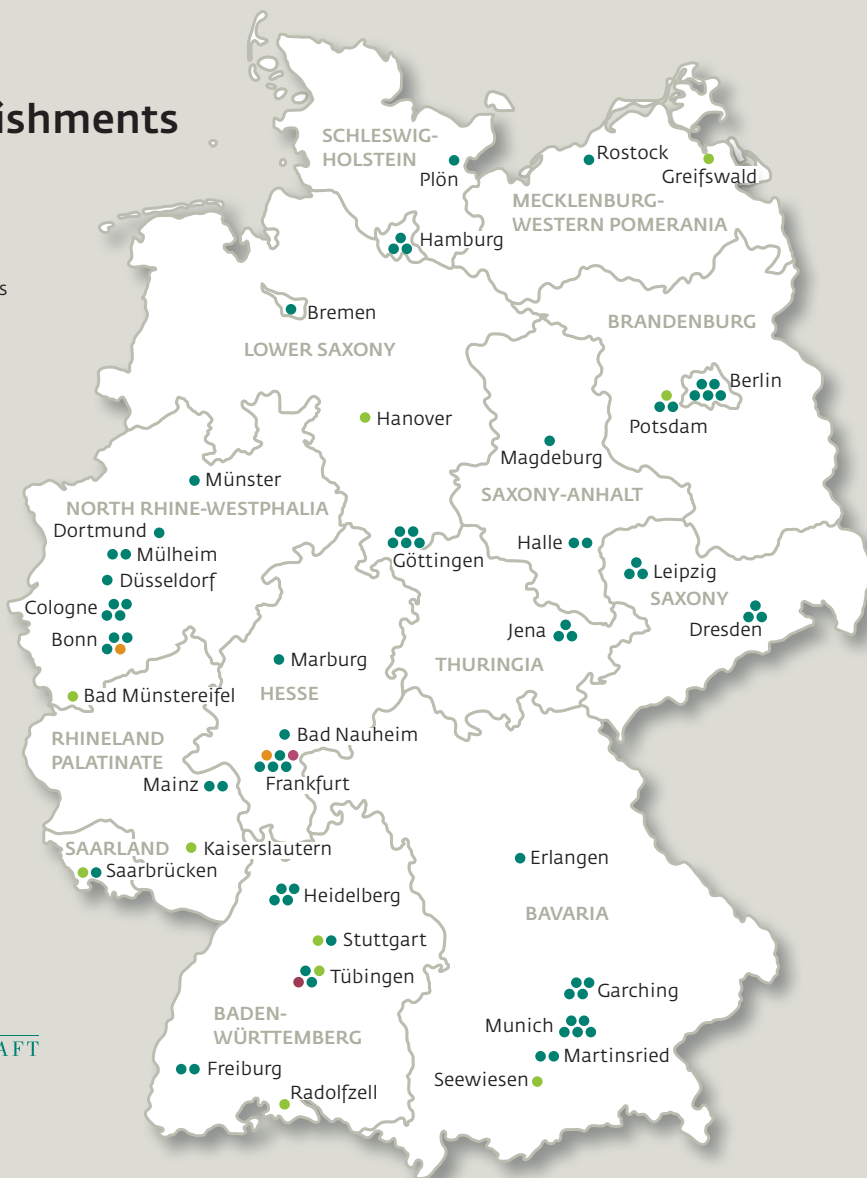 ishments
SCHLESWIG-
HOLSTEIN
Plön
Rostock
Greifswald
MECKLENBURG-
WESTERN POMERANIA
Hamburg
s
Bremen
BRANDENBURG
LOWER SAXONY
Berlin
Hanover
Potsdam
Magdeburg
Münster
SAXONY-ANHALT
NORTH RHINE-WESTPHALIA
Dortmund
Mülheim
Göttingen
Halle
Düsseldorf
Leipzig
SAXONY
Cologne
Dresden
Jena
Bonn
Marburg
THURINGIA
HESSE
Bad Münstereifel
Bad Nauheim
RHINELAND
PALATINATE
Mainz
Frankfurt
SAARLAND
Kaiserslautern
Saarbrücken
Erlangen
Heidelberg
BAVARIA
Stuttgart
Tübingen
Garching
BADEN-
WÜRTTEMBERG
Munich
AFT
Martinsried
Freiburg
Seewiesen
Radolfzell